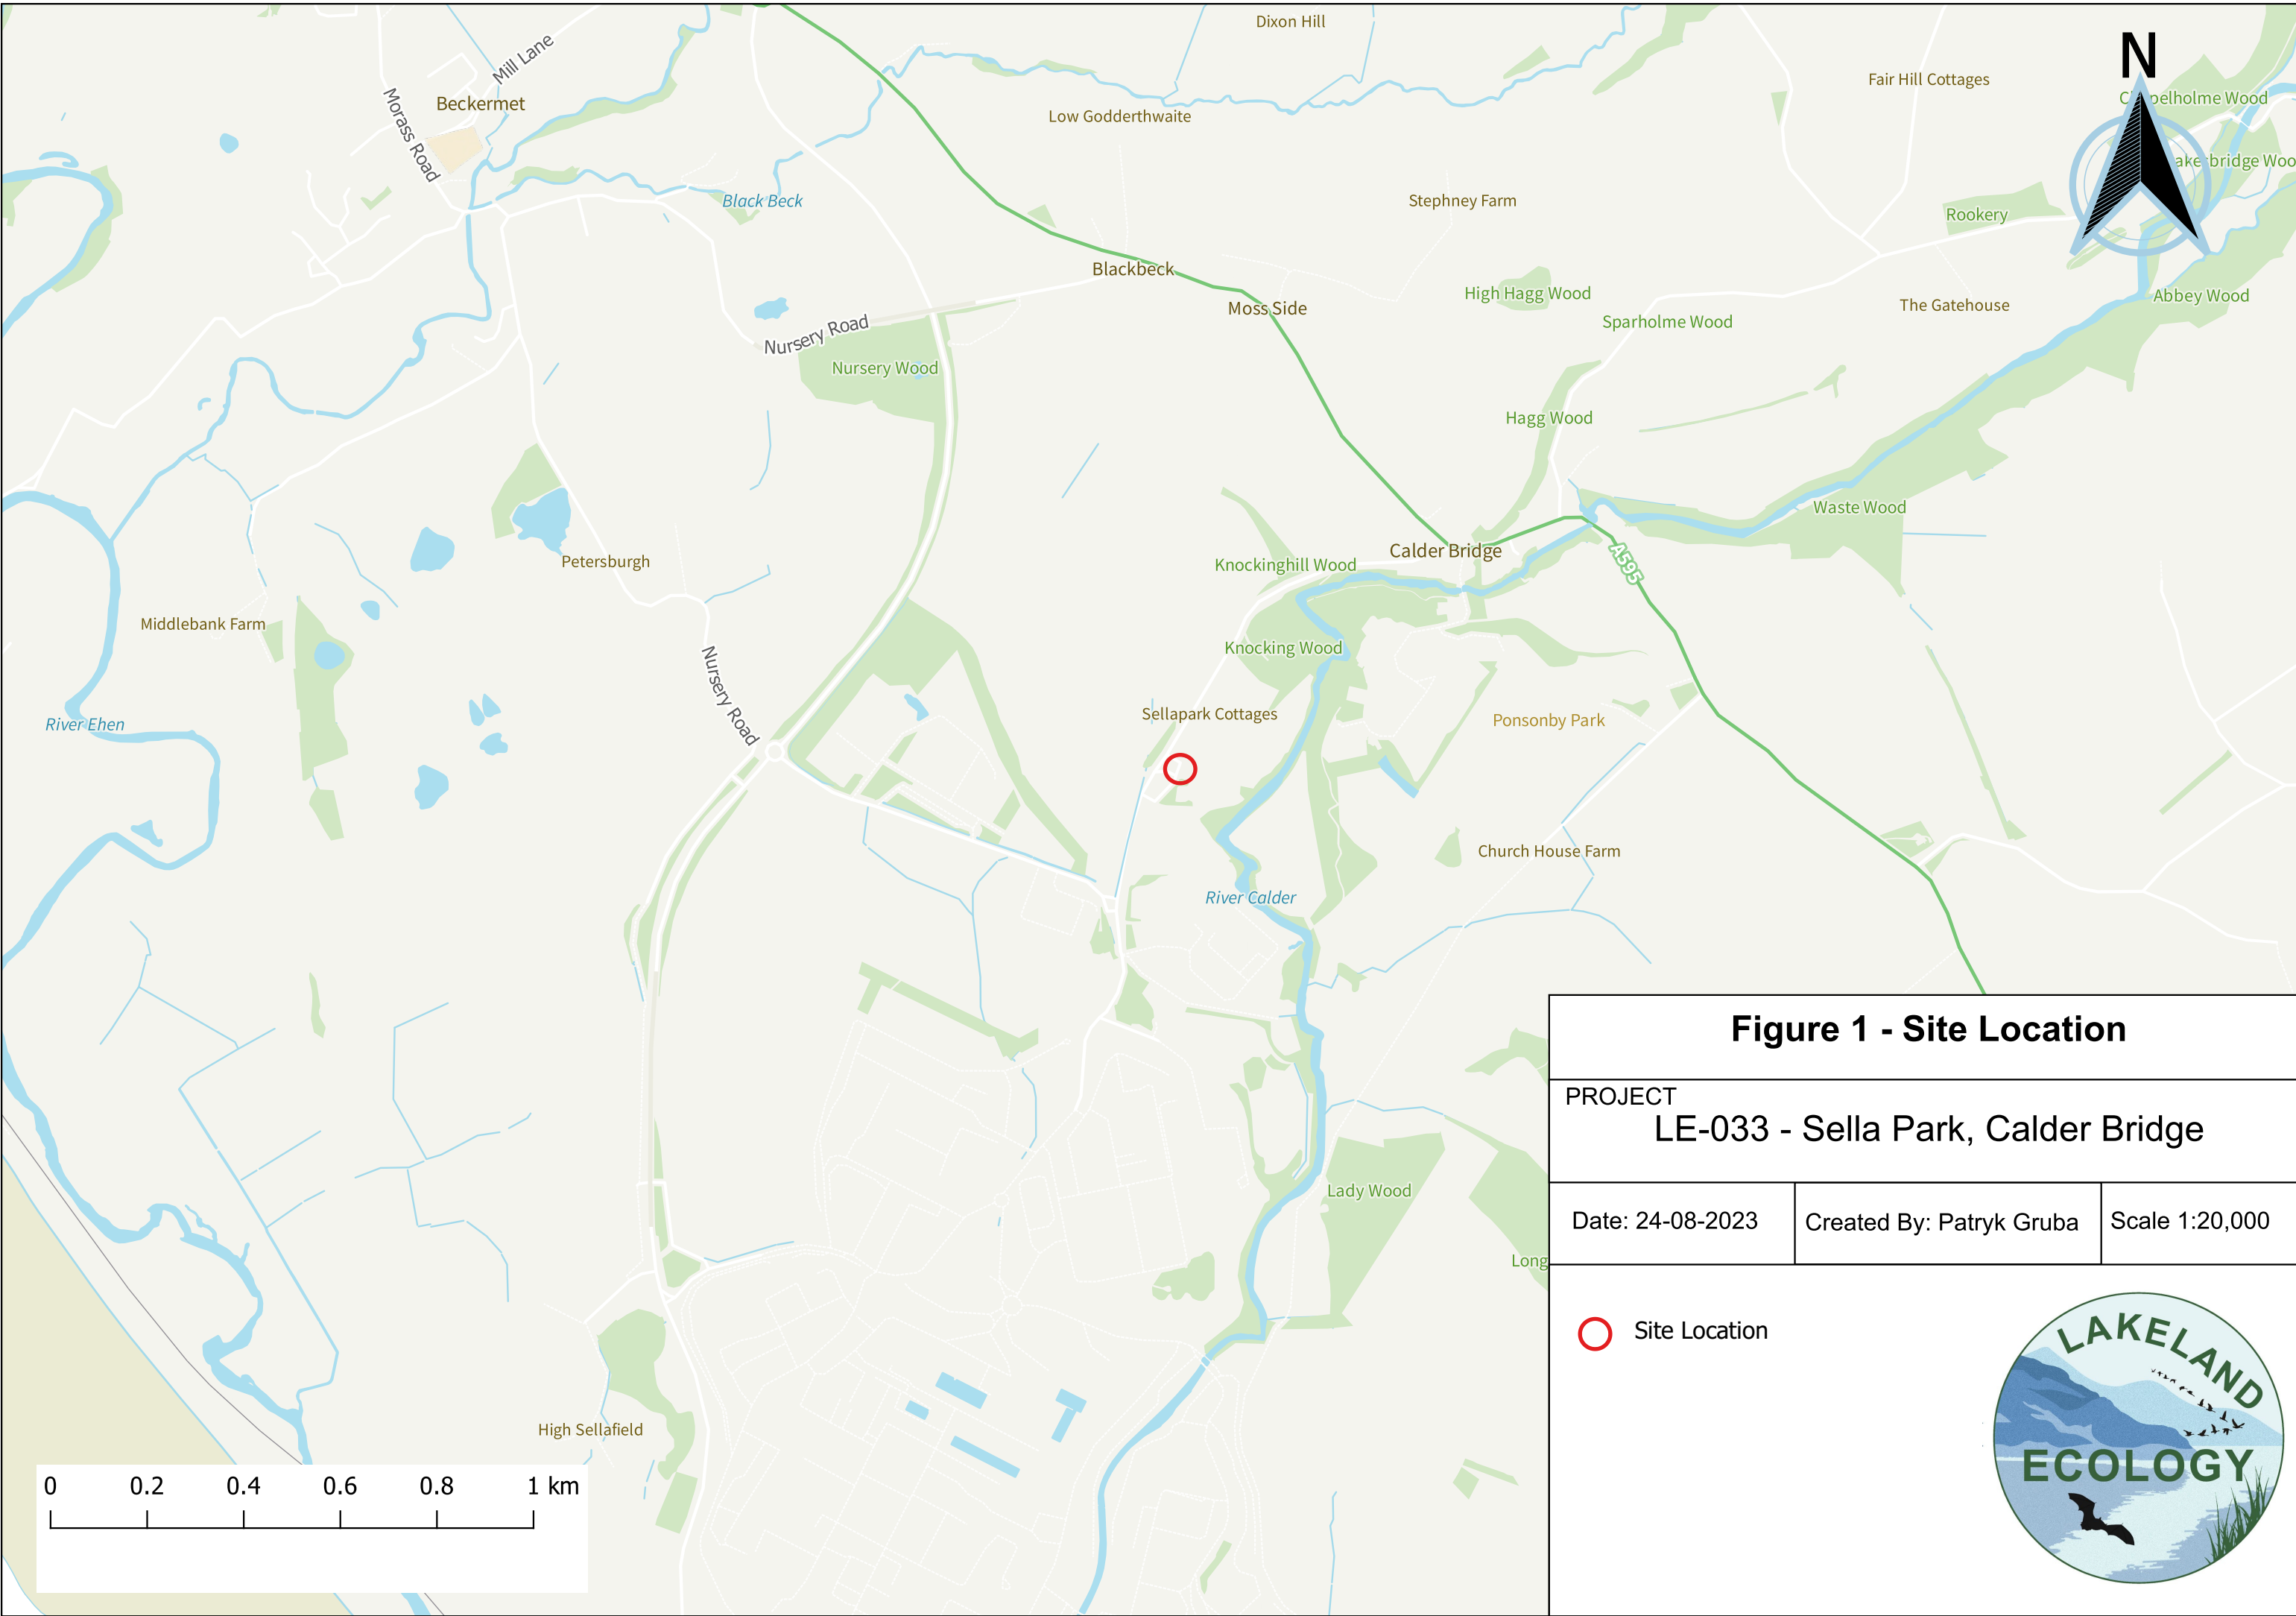 Dixon Hill
N
Mill Lane
Fair Hill Cottages
Beckermet
Morass Road
Low Godderthwaite
Black Beck
Stephney Farm
Rookery
Blackbeck
High Hagg Wood
Abbey Wood
Moss Side
The Gatehouse
Sparholme Wood
Nursery Road
Nursery Wood
Hagg Wood
Waste Wood
Calder Bridge
A595
Petersburgh
Knockinghill Wood
Middlebank Farm
Knocking Wood
Nursery Road
River Ehen
Sellapark Cottages
Ponsonby Park
Church House Farm
River Calder
Lady Wood
Long
High Sellafield
0 0.2 0.4 0.6 0.8 1 km
Figure 1 - Site Location
PROJECT
LE-033 - Sella Park, Calder Bridge
Date: 24-08-2023
Created By: Patryk Gruba
Scale 1:20,000
Site Location
LAKELAND
ECOLOGY